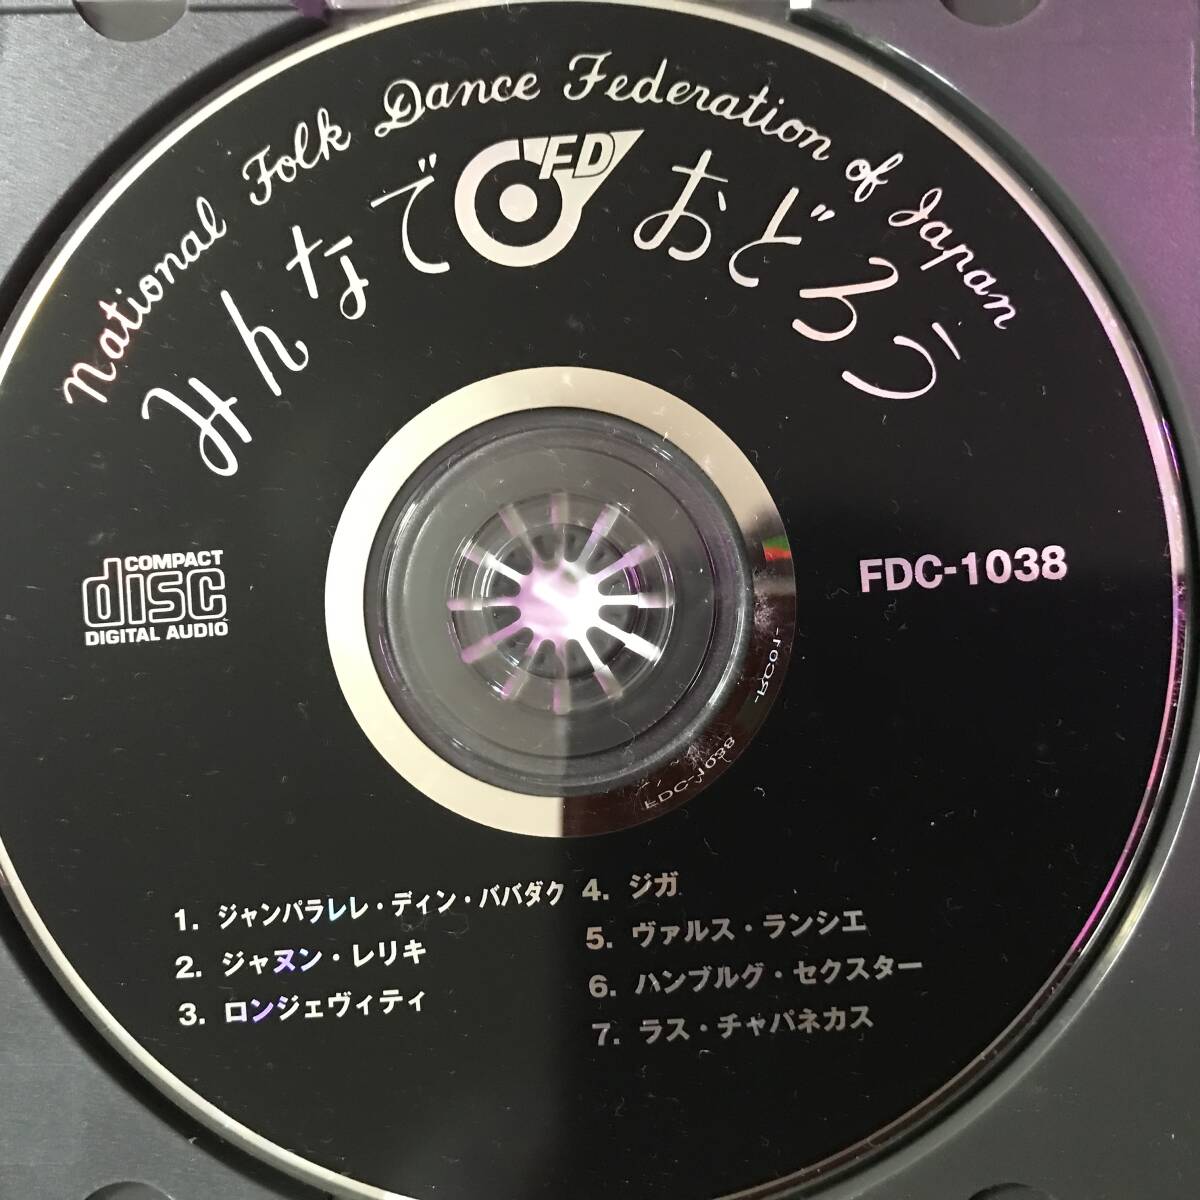 National Folk Dance Federation of Japan
FD
みんなで おどろう
COMPACT
disc
DIGITAL AUDIO
FDC-1038
FDC-1038
1. ジャンパラレレ・ディン・ババダク
2. ジャヌン・レリキ
3. ロンジェヴィティ
4. ジガ
5. ヴァルス・ランシエ
6. ハンブルグ・セクスター
7. ラス・チャパネカス